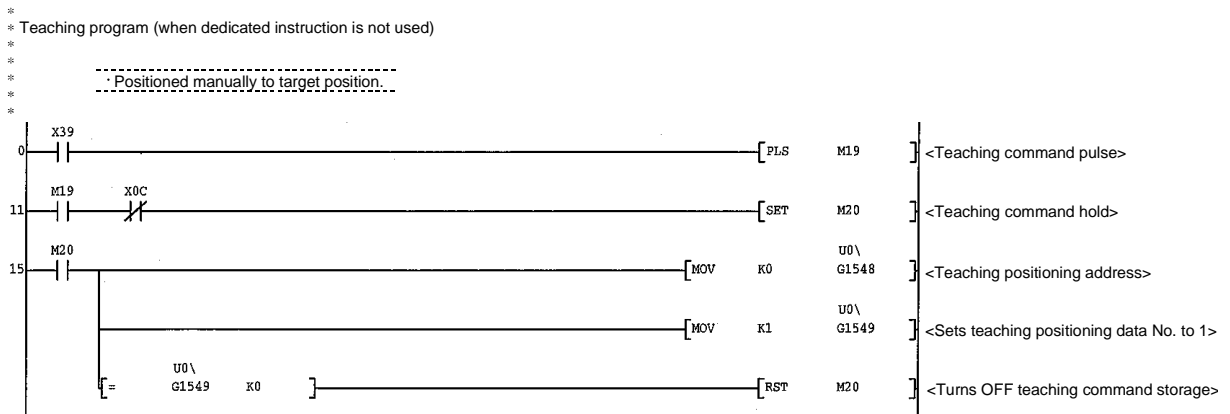 *
* Teaching program (when dedicated instruction is not used)
*
*
* · Positioned manually to target position.
*
*
X39
0 [PLS M19 ] <Teaching command pulse>
M19 X0C
11 [SET M20 ] <Teaching command hold>
M20 U0\
15 [MOV K0 G1548 ] <Teaching positioning address>
U0\
[MOV K1 G1549 ] <Sets teaching positioning data No. to 1>
U0\
[= G1549 K0 ] [RST M20 ] <Turns OFF teaching command storage>